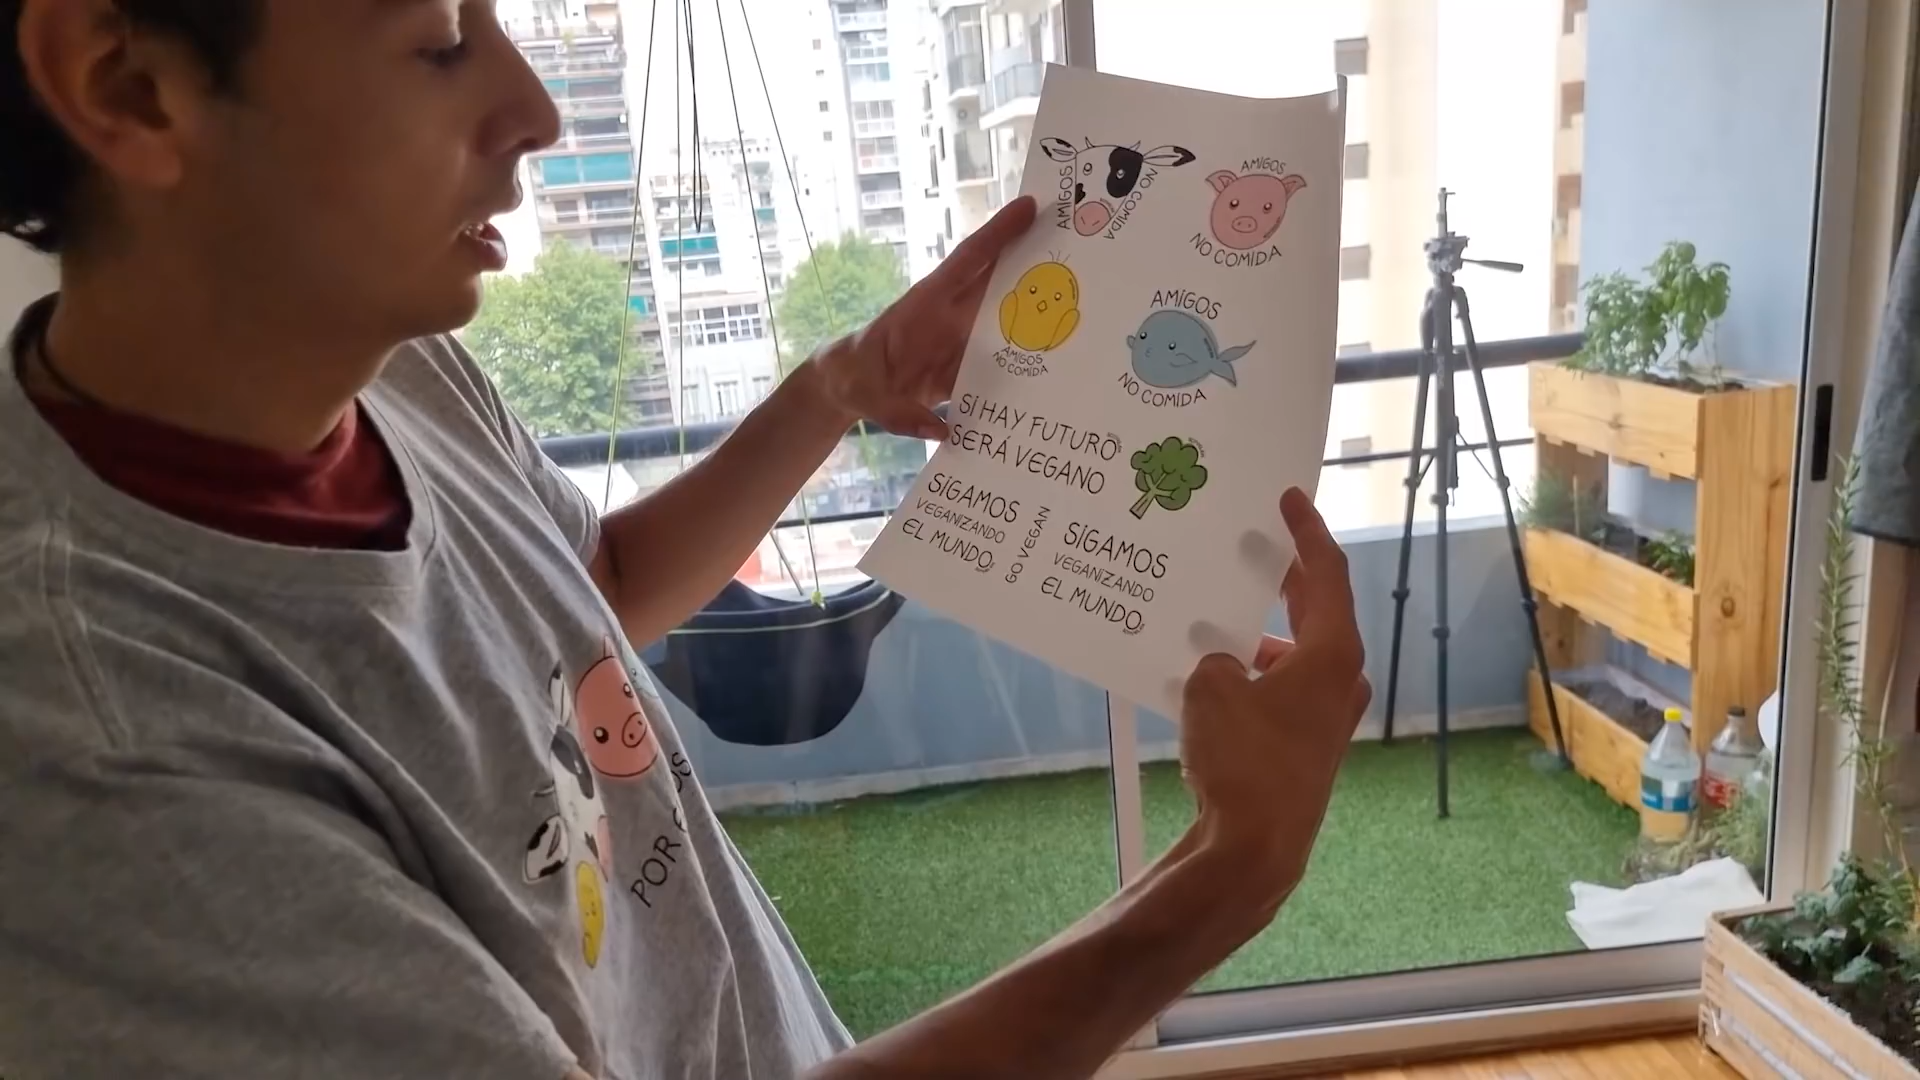 AMIGOS
NO COMIDA
AMIGOS
NO COMIDA
AMIGOS
NO COMIDA
AMIGOS
NO COMIDA
SI HAY FUTURO
SERÁ VEGANO
SIGAMOS
VEGANIZANDO
EL MUNDO
GO VEGAN
SIGAMOS
VEGANIZANDO
EL MUNDO
POR